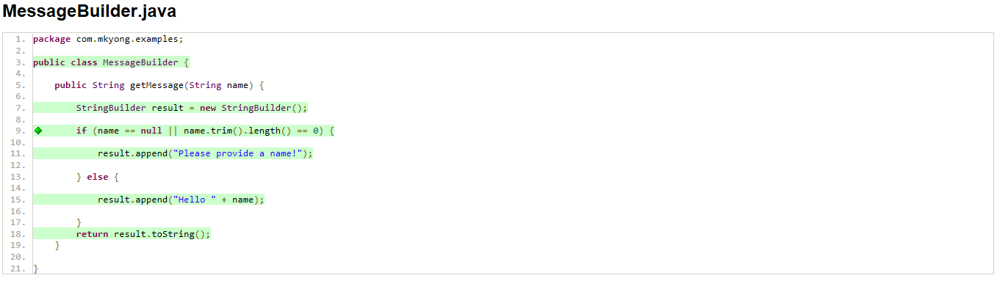 MessageBuilder.java
1. package com.mkyong.examples;
2.
3. public class MessageBuilder {
4.
5.     public String getMessage(String name) {
6.
7.         StringBuilder result = new StringBuilder();
8.
9.         if (name == null || name.trim().length() == 0) {
10.
11.             result.append("Please provide a name!");
12.
13.         } else {
14.
15.             result.append("Hello " + name);
16.
17.         }
18.         return result.toString();
19.     }
20.
21. }